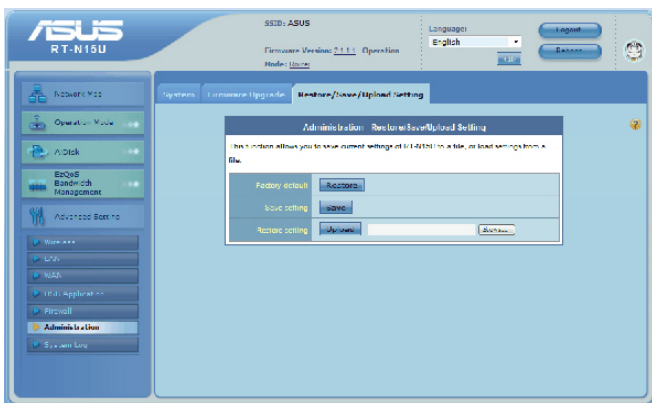 ASUS
RT-N15U
SSID: ASUS
Firmware Version: Operation
Mode: Router
Language:
English
Logout
Reboot
Network Map
Operation Mode
AiDisk
EzQoS
Bandwidth
Management
Advanced Setting
Wireless
LAN
WAN
USB Application
Firewall
Administration
System Log
System
Firmware Upgrade
Restore/Save/Upload Setting
Administration - Restore/Save/Upload Setting
This function allows you to save current settings of RT-N15U to a file, or load settings from a
file.
Factory default
Restore
Save setting
Save
Restore setting
Upload
Browse...